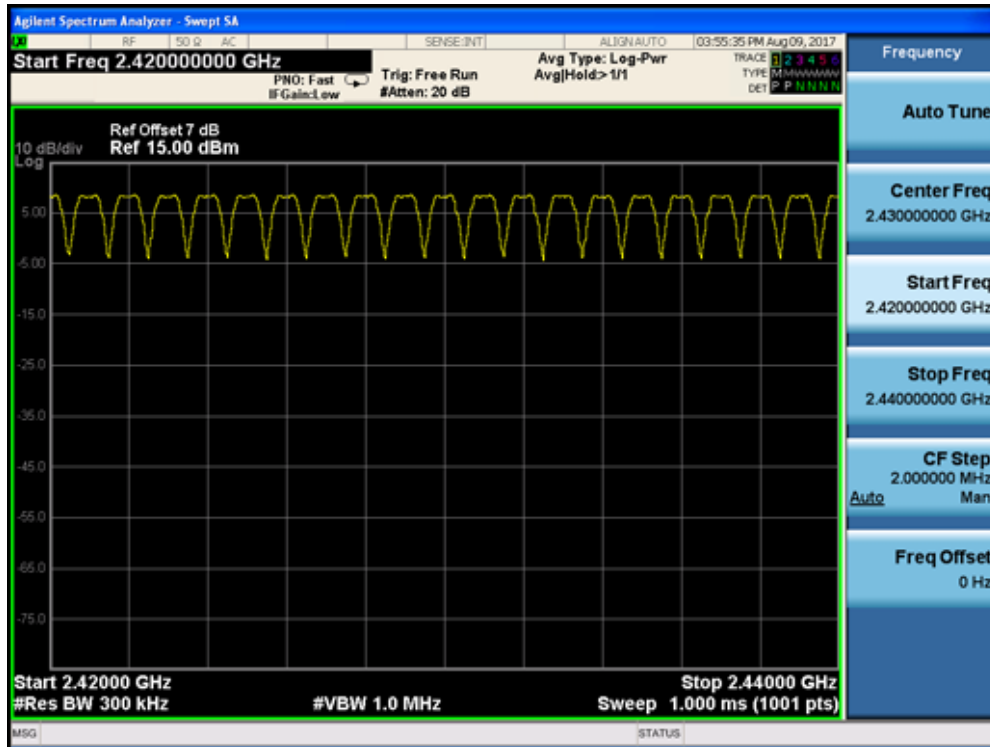 Agilent Spectrum Analyzer - Swept SA
LXI RF 50 Ω AC SENSE:INT ALIGN AUTO 03:55:35 PM Aug 09, 2017
Start Freq 2.420000000 GHz
PNO: Fast
IFGain:Low
Trig: Free Run
#Atten: 20 dB
Avg Type: Log-Pwr
Avg|Hold:> 1/1
TRACE 1 2 3 4 5 6
TYPE MMWWWW
DET P P N N N N
Ref Offset 7 dB
10 dB/div Ref 15.00 dBm
Log
5.00
-5.00
-15.0
-25.0
-35.0
-45.0
-55.0
-65.0
-75.0
Start 2.42000 GHz Stop 2.44000 GHz
#Res BW 300 kHz #VBW 1.0 MHz Sweep 1.000 ms (1001 pts)
MSG STATUS
Frequency
Auto Tune
Center Freq
2.430000000 GHz
Start Freq
2.420000000 GHz
Stop Freq
2.440000000 GHz
CF Step
2.000000 MHz
Auto Man
Freq Offset
0 Hz